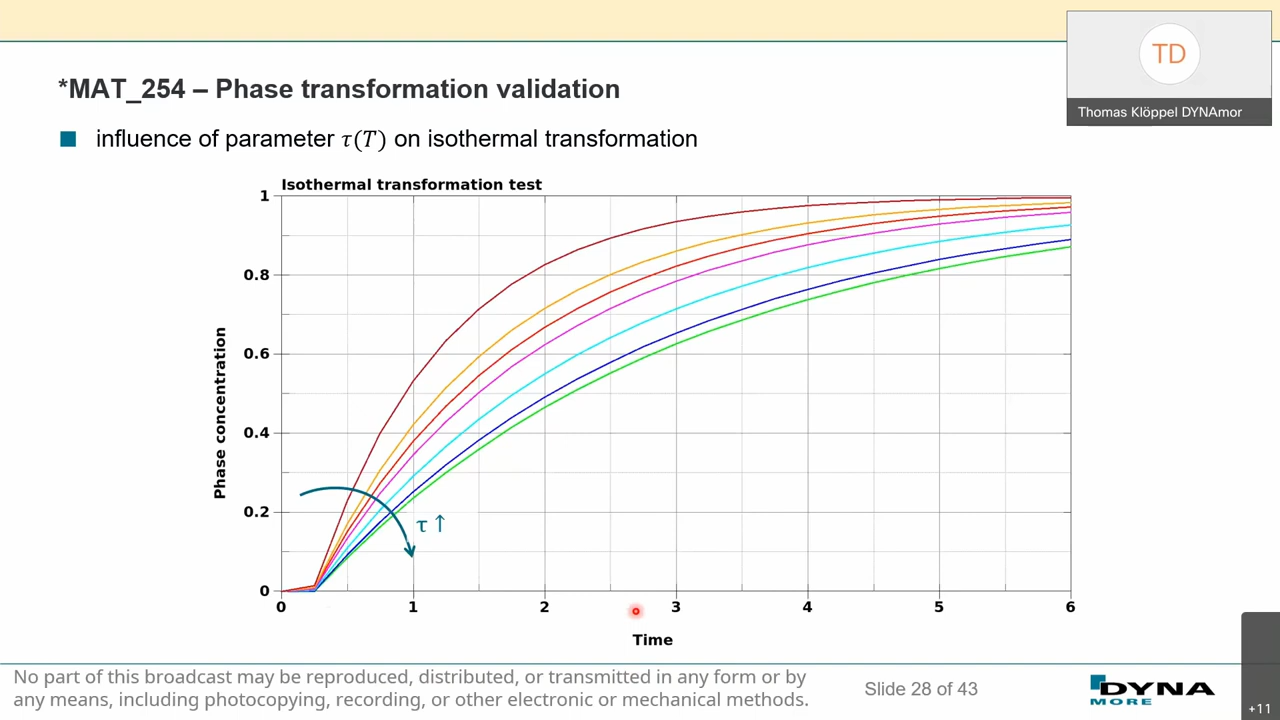 TD
Thomas Klöppel DYNAmor
*MAT_254 – Phase transformation validation
influence of parameter τ(T) on isothermal transformation
Isothermal transformation test
1
0.8
0.6
0.4
0.2
0
Phase concentration
τ ↑
0 1 2 3 4 5 6
Time
No part of this broadcast may be reproduced, distributed, or transmitted in any form or by
any means, including photocopying, recording, or other electronic or mechanical methods.
Slide 28 of 43
DYNA
MORE
+11